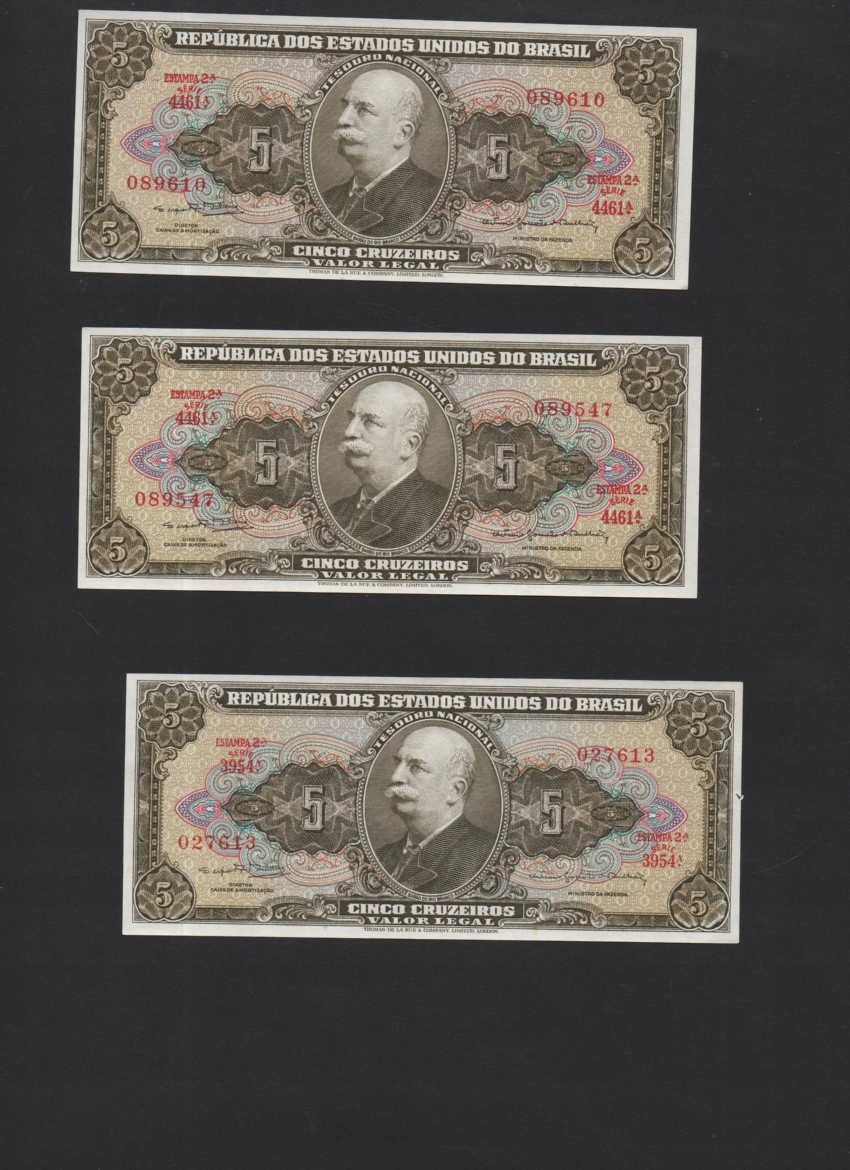 5 REPÚBLICA DOS ESTADOS UNIDOS DO BRASIL 5
TESOURO NACIONAL
ESTAMPA 2ª
SÉRIE
4461ª
089610
5 5
089610
ESTAMPA 2ª
SÉRIE
4461ª
DIRETOR
CAIXA DE AMORTIZAÇÃO
MINISTRO DA FAZENDA
5 CINCO CRUZEIROS 5
VALOR LEGAL
THOMAS DE LA RUE & COMPANY, LIMITED, LONDON.
5 REPÚBLICA DOS ESTADOS UNIDOS DO BRASIL 5
TESOURO NACIONAL
ESTAMPA 2ª
SÉRIE
4461ª
089547
5 5
089547
ESTAMPA 2ª
SÉRIE
4461ª
DIRETOR
CAIXA DE AMORTIZAÇÃO
MINISTRO DA FAZENDA
5 CINCO CRUZEIROS 5
VALOR LEGAL
THOMAS DE LA RUE & COMPANY, LIMITED, LONDON.
5 REPÚBLICA DOS ESTADOS UNIDOS DO BRASIL 5
TESOURO NACIONAL
ESTAMPA 2ª
SÉRIE
3954ª
027613
5 5
027613
ESTAMPA 2ª
SÉRIE
3954ª
DIRETOR
CAIXA DE AMORTIZAÇÃO
MINISTRO DA FAZENDA
5 CINCO CRUZEIROS 5
VALOR LEGAL
THOMAS DE LA RUE & COMPANY, LIMITED, LONDON.